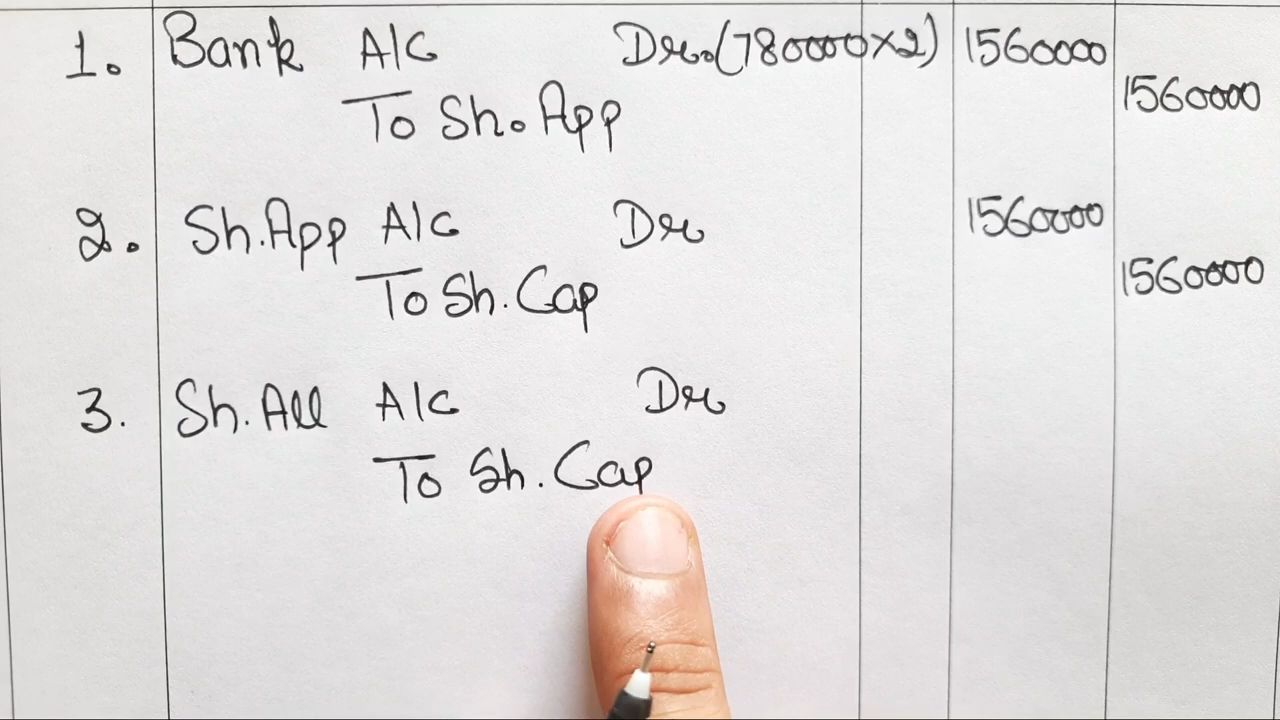 1. Bank A/C Dr.(780000×2) 1560000
To Sh. App 1560000
2. Sh.App A/C Dr 1560000
To Sh.Cap 1560000
3. Sh.All A/C Dr
To Sh.Cap